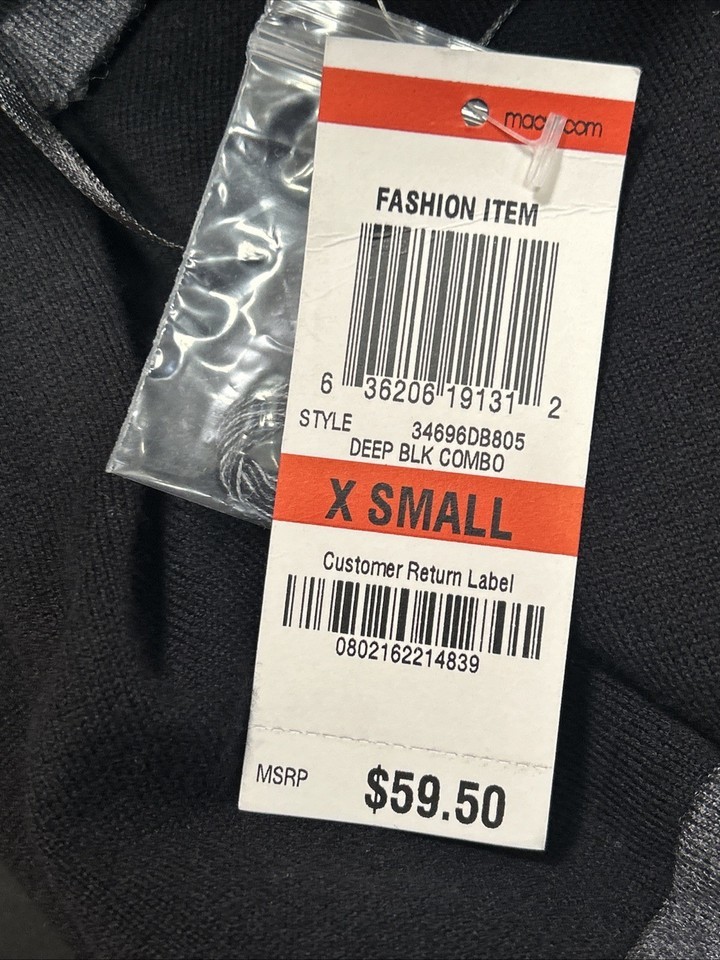 FASHION ITEM
6 36206 19131 2
STYLE 34696DB805
DEEP BLK COMBO
X SMALL
Customer Return Label
0802162214839
MSRP $59.50